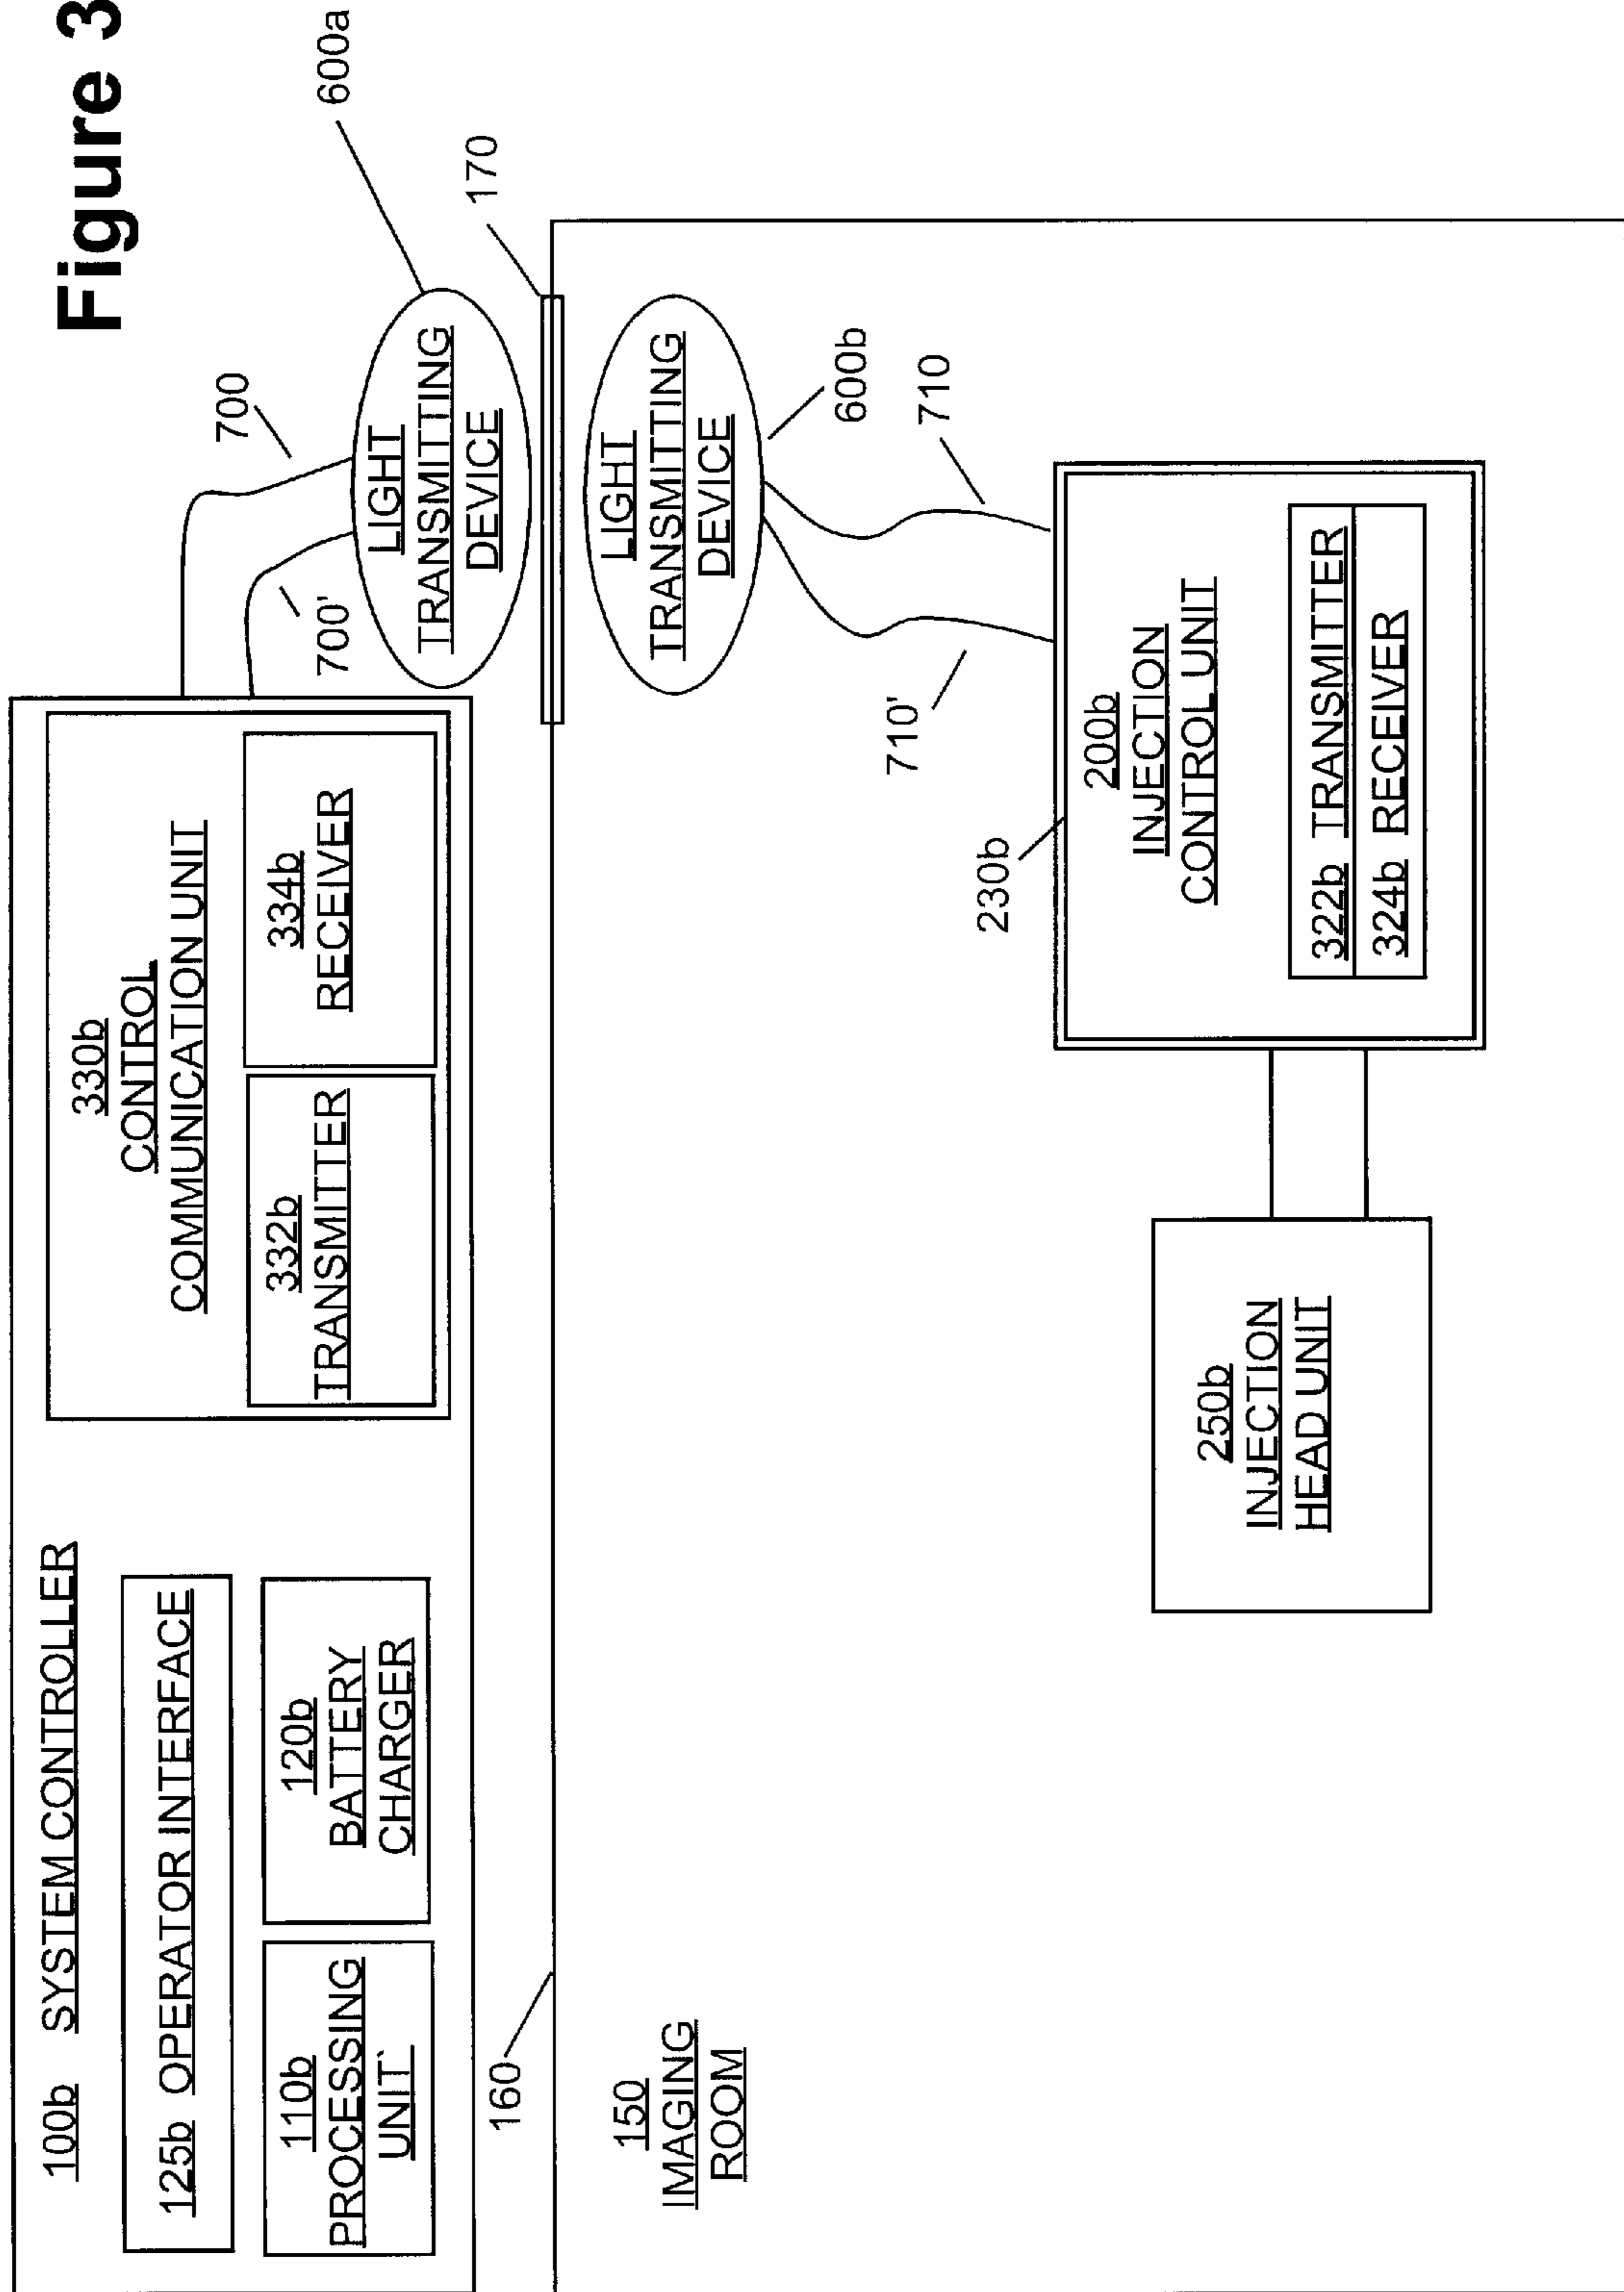 Figure 3
100b SYSTEM CONTROLLER
125b OPERATOR INTERFACE
110b
PROCESSING
UNIT`
120b
BATTERY
CHARGER
330b
CONTROL
COMMUNICATION UNIT
332b
TRANSMITTER
334b
RECEIVER
700
700'
600a
LIGHT
TRANSMITTING
DEVICE
170
160
150
IMAGING
ROOM
LIGHT
TRANSMITTING
DEVICE
600b
710
710'
230b
200b
INJECTION
CONTROL UNIT
322b TRANSMITTER
324b RECEIVER
250b
INJECTION
HEAD UNIT